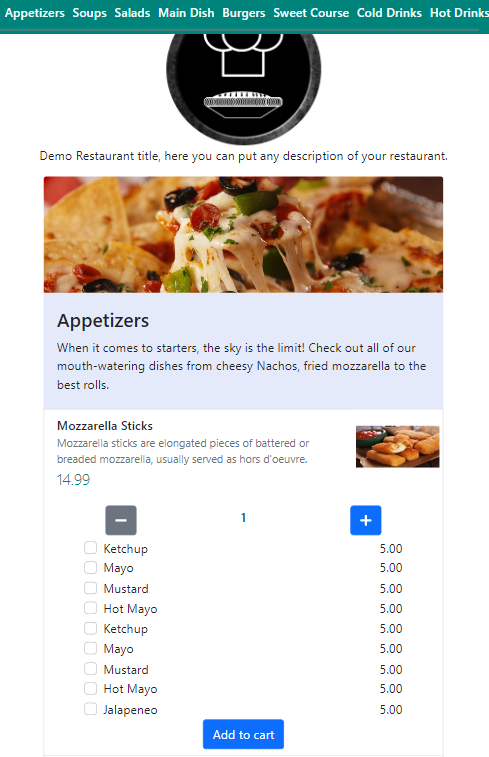 Appetizers Soups Salads Main Dish Burgers Sweet Course Cold Drinks Hot Drinks
Demo Restaurant title, here you can put any description of your restaurant.
Appetizers
When it comes to starters, the sky is the limit! Check out all of our
mouth-watering dishes from cheesy Nachos, fried mozzarella to the
best rolls.
Mozzarella Sticks
Mozzarella sticks are elongated pieces of battered or
breaded mozzarella, usually served as hors d'oeuvre.
14.99
− 1 +
Ketchup 5.00
Mayo 5.00
Mustard 5.00
Hot Mayo 5.00
Ketchup 5.00
Mayo 5.00
Mustard 5.00
Hot Mayo 5.00
Jalapeneo 5.00
Add to cart